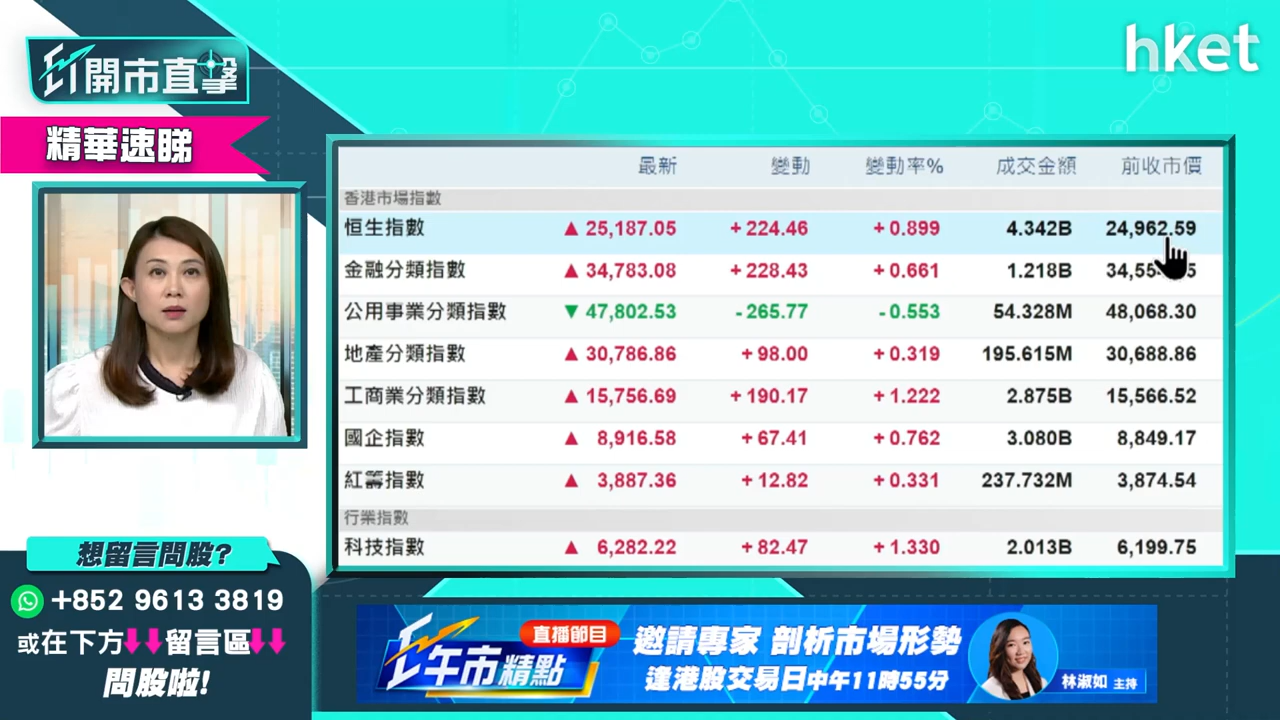 hket
ET開市直擊
精華速睇
最新 變動 變動率% 成交金額 前收市價
香港市場指數
恒生指數 ▲ 25,187.05 + 224.46 + 0.899 4.342B 24,962.59
金融分類指數 ▲ 34,783.08 + 228.43 + 0.661 1.218B
公用事業分類指數 ▼ 47,802.53 - 265.77 - 0.553 54.328M 48,068.30
地產分類指數 ▲ 30,786.86 + 98.00 + 0.319 195.615M 30,688.86
工商業分類指數 ▲ 15,756.69 + 190.17 + 1.222 2.875B 15,566.52
國企指數 ▲ 8,916.58 + 67.41 + 0.762 3.080B 8,849.17
紅籌指數 ▲ 3,887.36 + 12.82 + 0.331 237.732M 3,874.54
行業指數
科技指數 ▲ 6,282.22 + 82.47 + 1.330 2.013B 6,199.75
想留言問股?
+852 9613 3819
或在下方⬇⬇留言區⬇⬇
問股啦!
ET午市精點
直播節目
邀請專家 剖析市場形勢
逢港股交易日中午11時55分
林淑如 主持